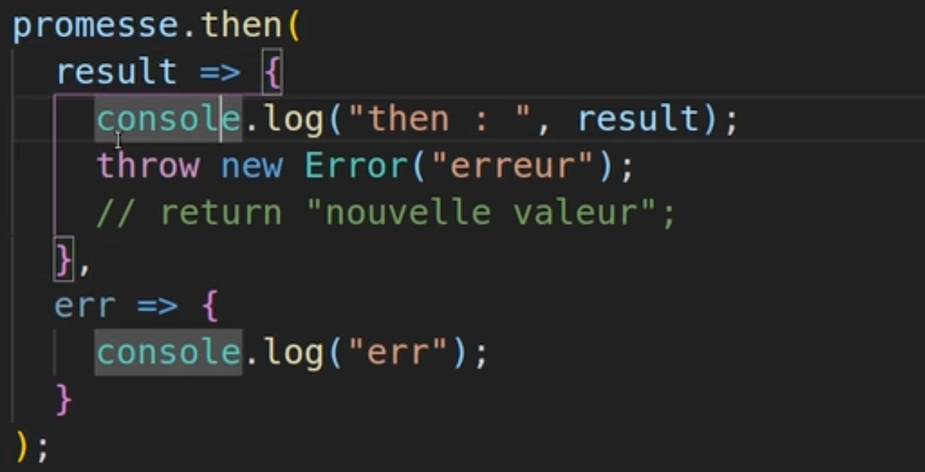 promesse.then(
  result => {
    console.log("then : ", result);
    throw new Error("erreur");
    // return "nouvelle valeur";
  },
  err => {
    console.log("err");
  }
);